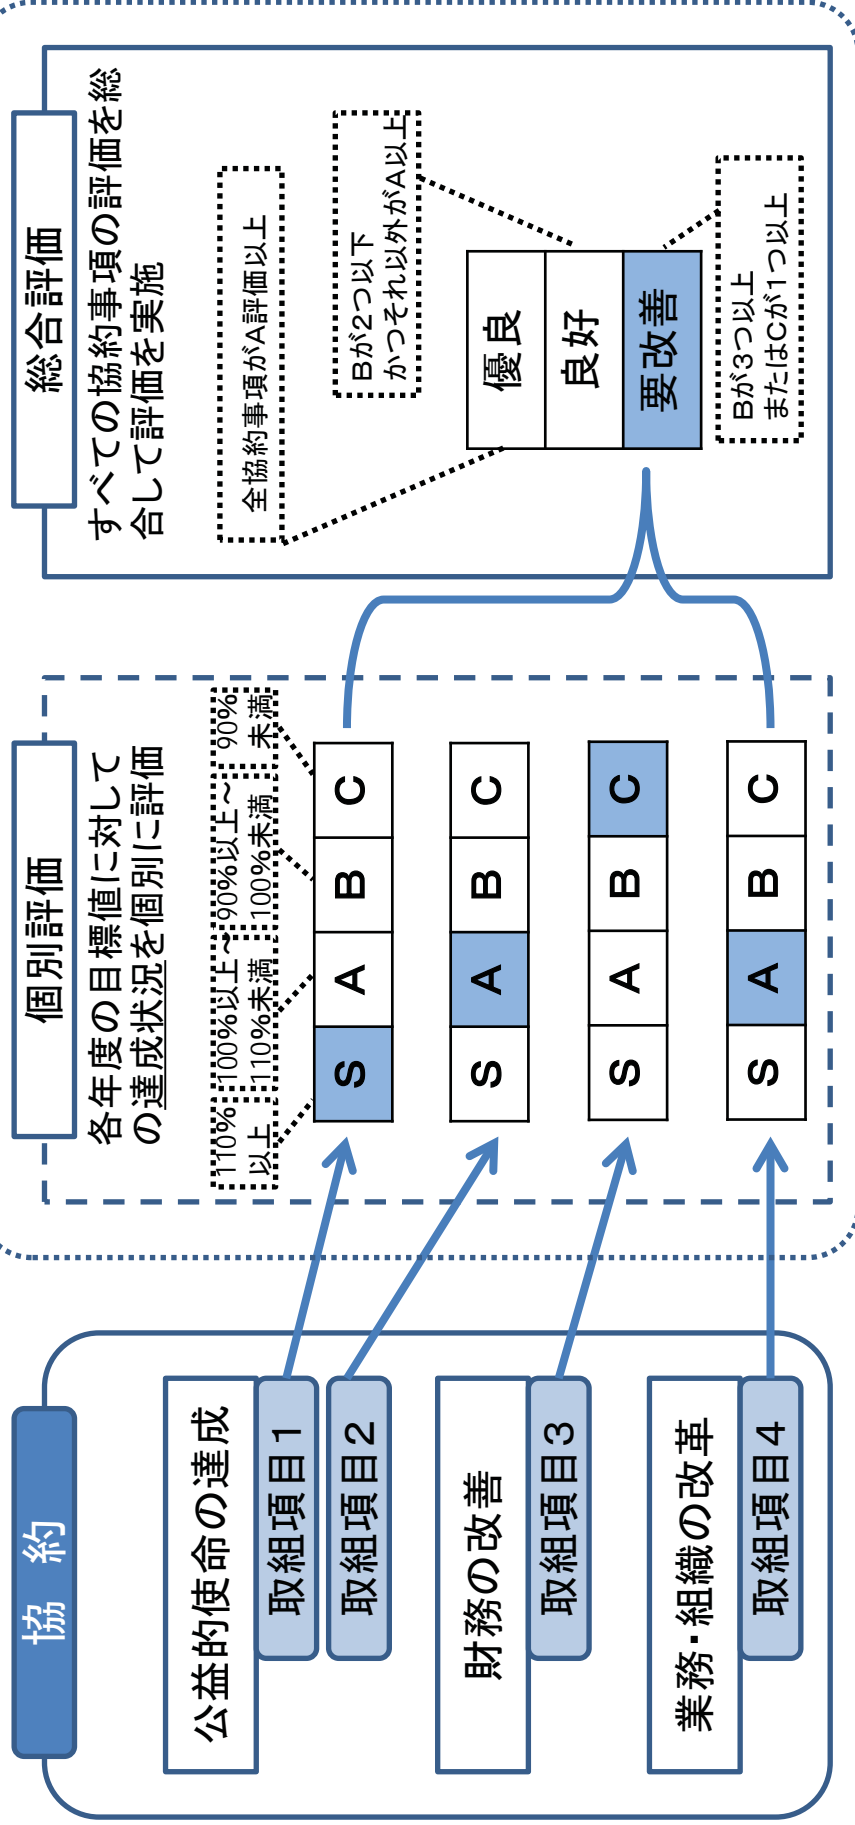 協　約
公益的使命の達成
取組項目1
取組項目2
財務の改善
取組項目3
業務・組織の改革
取組項目4
個別評価
各年度の目標値に対して
の達成状況を個別に評価
110%
以上
100%以上～
110%未満
90%以上～
100%未満
90%
未満
S A B C
S A B C
S A B C
S A B C
総合評価
すべての協約事項の評価を総
合して評価を実施
全協約事項がA評価以上
Bが2つ以下
かつそれ以外がA以上
優良
良好
要改善
Bが3つ以上
またはCが1つ以上